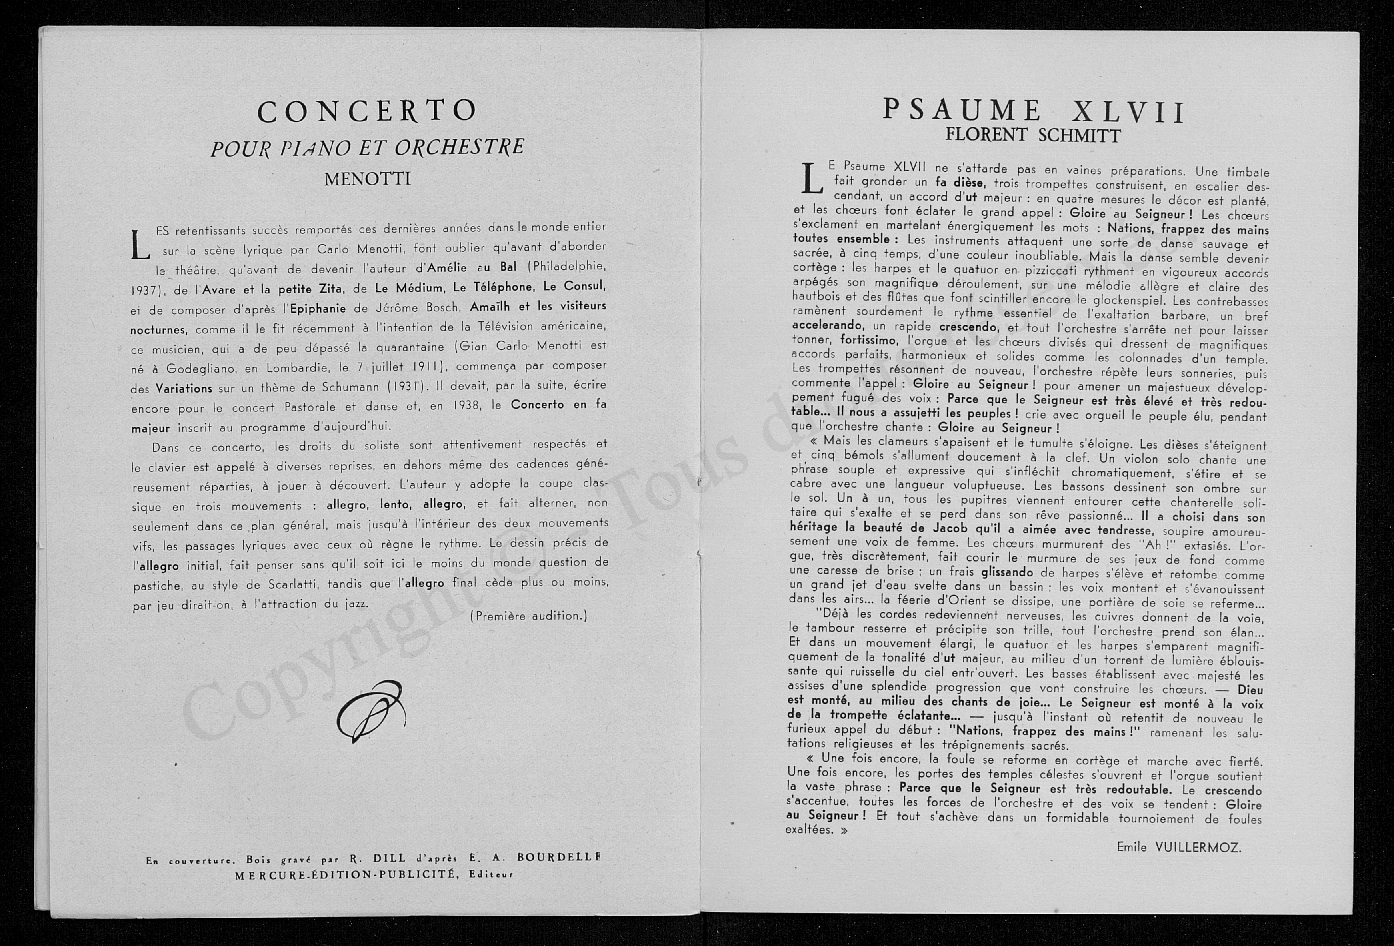 CONCERTO
POUR PIANO ET ORCHESTRE
MENOTTI
LES retentissants succès remportés ces dernières années dans le monde entier
sur la scène lyrique par Carlo Menotti, font oublier qu'avant d'aborder
le théâtre, qu'avant de devenir l'auteur d'Amélie au Bal (Philadelphie,
1937), de l'Avare et la petite Zita, de Le Médium, Le Téléphone, Le Consul,
et de composer d'après l'Epiphanie de Jérôme Bosch, Amaïlh et les visiteurs
nocturnes, comme il le fit récemment à l'intention de la Télévision américaine,
ce musicien, qui a de peu dépassé la quarantaine (Gian Carlo Menotti est
né à Godegliano, en Lombardie, le 7 juillet 1911), commença par composer
des Variations sur un thème de Schumann (1931). Il devait, par la suite, écrire
encore pour le concert Pastorale et danse et, en 1938, le Concerto en fa
majeur inscrit au programme d'aujourd'hui.
Dans ce concerto, les droits du soliste sont attentivement respectés et
le clavier est appelé à diverses reprises, en dehors même des cadences géné-
reusement réparties, à jouer à découvert. L'auteur y adopte la coupe clas-
sique en trois mouvements : allegro, lento, allegro, et fait alterner, non
seulement dans ce plan général, mais jusqu'à l'intérieur des deux mouvements
vifs, les passages lyriques avec ceux où règne le rythme. Le dessin précis de
l'allegro initial, fait penser sans qu'il soit ici le moins du monde question de
pastiche, au style de Scarlatti, tandis que l'allegro final cède plus ou moins,
par jeu dirait-on, à l'attraction du jazz.
(Première audition.)
En couverture, Bois gravé par R. DILL d'après E. A. BOURDELLE
MERCURE-ÉDITION-PUBLICITÉ, Editeur
PSAUME XLVII
FLORENT SCHMITT
LE Psaume XLVII ne s'attarde pas en vaines préparations. Une timbale
fait gronder un fa dièse, trois trompettes construisent, en escalier des-
cendant, un accord d'ut majeur : en quatre mesures le décor est planté,
et les chœurs font éclater le grand appel : Gloire au Seigneur ! Les chœurs
s'exclament en martelant énergiquement les mots : Nations, frappez des mains
toutes ensemble : Les instruments attaquent une sorte de danse sauvage et
sacrée, à cinq temps, d'une couleur inoubliable. Mais la danse semble devenir
cortège : les harpes et le quatuor en pizziccati rythment en vigoureux accords
arpégés son magnifique déroulement, sur une mélodie allègre et claire des
hautbois et des flûtes que font scintiller encore le glockenspiel. Les contrebasses
ramènent sourdement le rythme essentiel de l'exaltation barbare, un bref
accelerando, un rapide crescendo, et tout l'orchestre s'arrête net pour laisser
tonner, fortissimo, l'orgue et les chœurs divisés qui dressent de magnifiques
accords parfaits, harmonieux et solides comme les colonnades d'un temple.
Les trompettes résonnent de nouveau, l'orchestre répète leurs sonneries, puis
commente l'appel : Gloire au Seigneur ! pour amener un majestueux dévelop-
pement fugué des voix : Parce que le Seigneur est très élevé et très redou-
table... Il nous a assujetti les peuples ! crie avec orgueil le peuple élu, pendant
que l'orchestre chante : Gloire au Seigneur !
« Mais les clameurs s'apaisent et le tumulte s'éloigne. Les dièses s'éteignent
et cinq bémols s'allument doucement à la clef. Un violon solo chante une
phrase souple et expressive qui s'infléchit chromatiquement, s'étire et se
cabre avec une langueur voluptueuse. Les bassons dessinent son ombre sur
le sol. Un à un, tous les pupitres viennent entourer cette chanterelle soli-
taire qui s'exalte et se perd dans son rêve passionné... Il a choisi dans son
héritage la beauté de Jacob qu'il a aimée avec tendresse, soupire amoureu-
sement une voix de femme. Les chœurs murmurent des "Ah !" extasiés. L'or-
gue, très discrètement, fait courir le murmure de ses jeux de fond comme
une caresse de brise ; un frais glissando de harpes s'élève et retombe comme
un grand jet d'eau svelte dans un bassin : les voix montent et s'évanouissent
dans les airs... la féerie d'Orient se dissipe, une portière de soie se referme...
"Déjà les cordes redeviennent nerveuses, les cuivres donnent de la voie,
le tambour resserre et précipite son trille, tout l'orchestre prend son élan...
Et dans un mouvement élargi, le quatuor et les harpes s'emparent magnifi-
quement de la tonalité d'ut majeur, au milieu d'un torrent de lumière éblouis-
sante qui ruisselle du ciel entr'ouvert. Les basses établissent avec majesté les
assises d'une splendide progression que vont construire les chœurs. — Dieu
est monté, au milieu des chants de joie... Le Seigneur est monté à la voix
de la trompette éclatante... — jusqu'à l'instant où retentit de nouveau le
furieux appel du début : "Nations, frappez des mains !" ramenant les salu-
tations religieuses et les trépignements sacrés.
« Une fois encore, la foule se reforme en cortège et marche avec fierté.
Une fois encore, les portes des temples célestes s'ouvrent et l'orgue soutient
la vaste phrase : Parce que le Seigneur est très redoutable. Le crescendo
s'accentue, toutes les forces de l'orchestre et des voix se tendent : Gloire
au Seigneur ! Et tout s'achève dans un formidable tournoiement de foules
exaltées. »
Emile VUILLERMOZ.
Copyright © Tous d